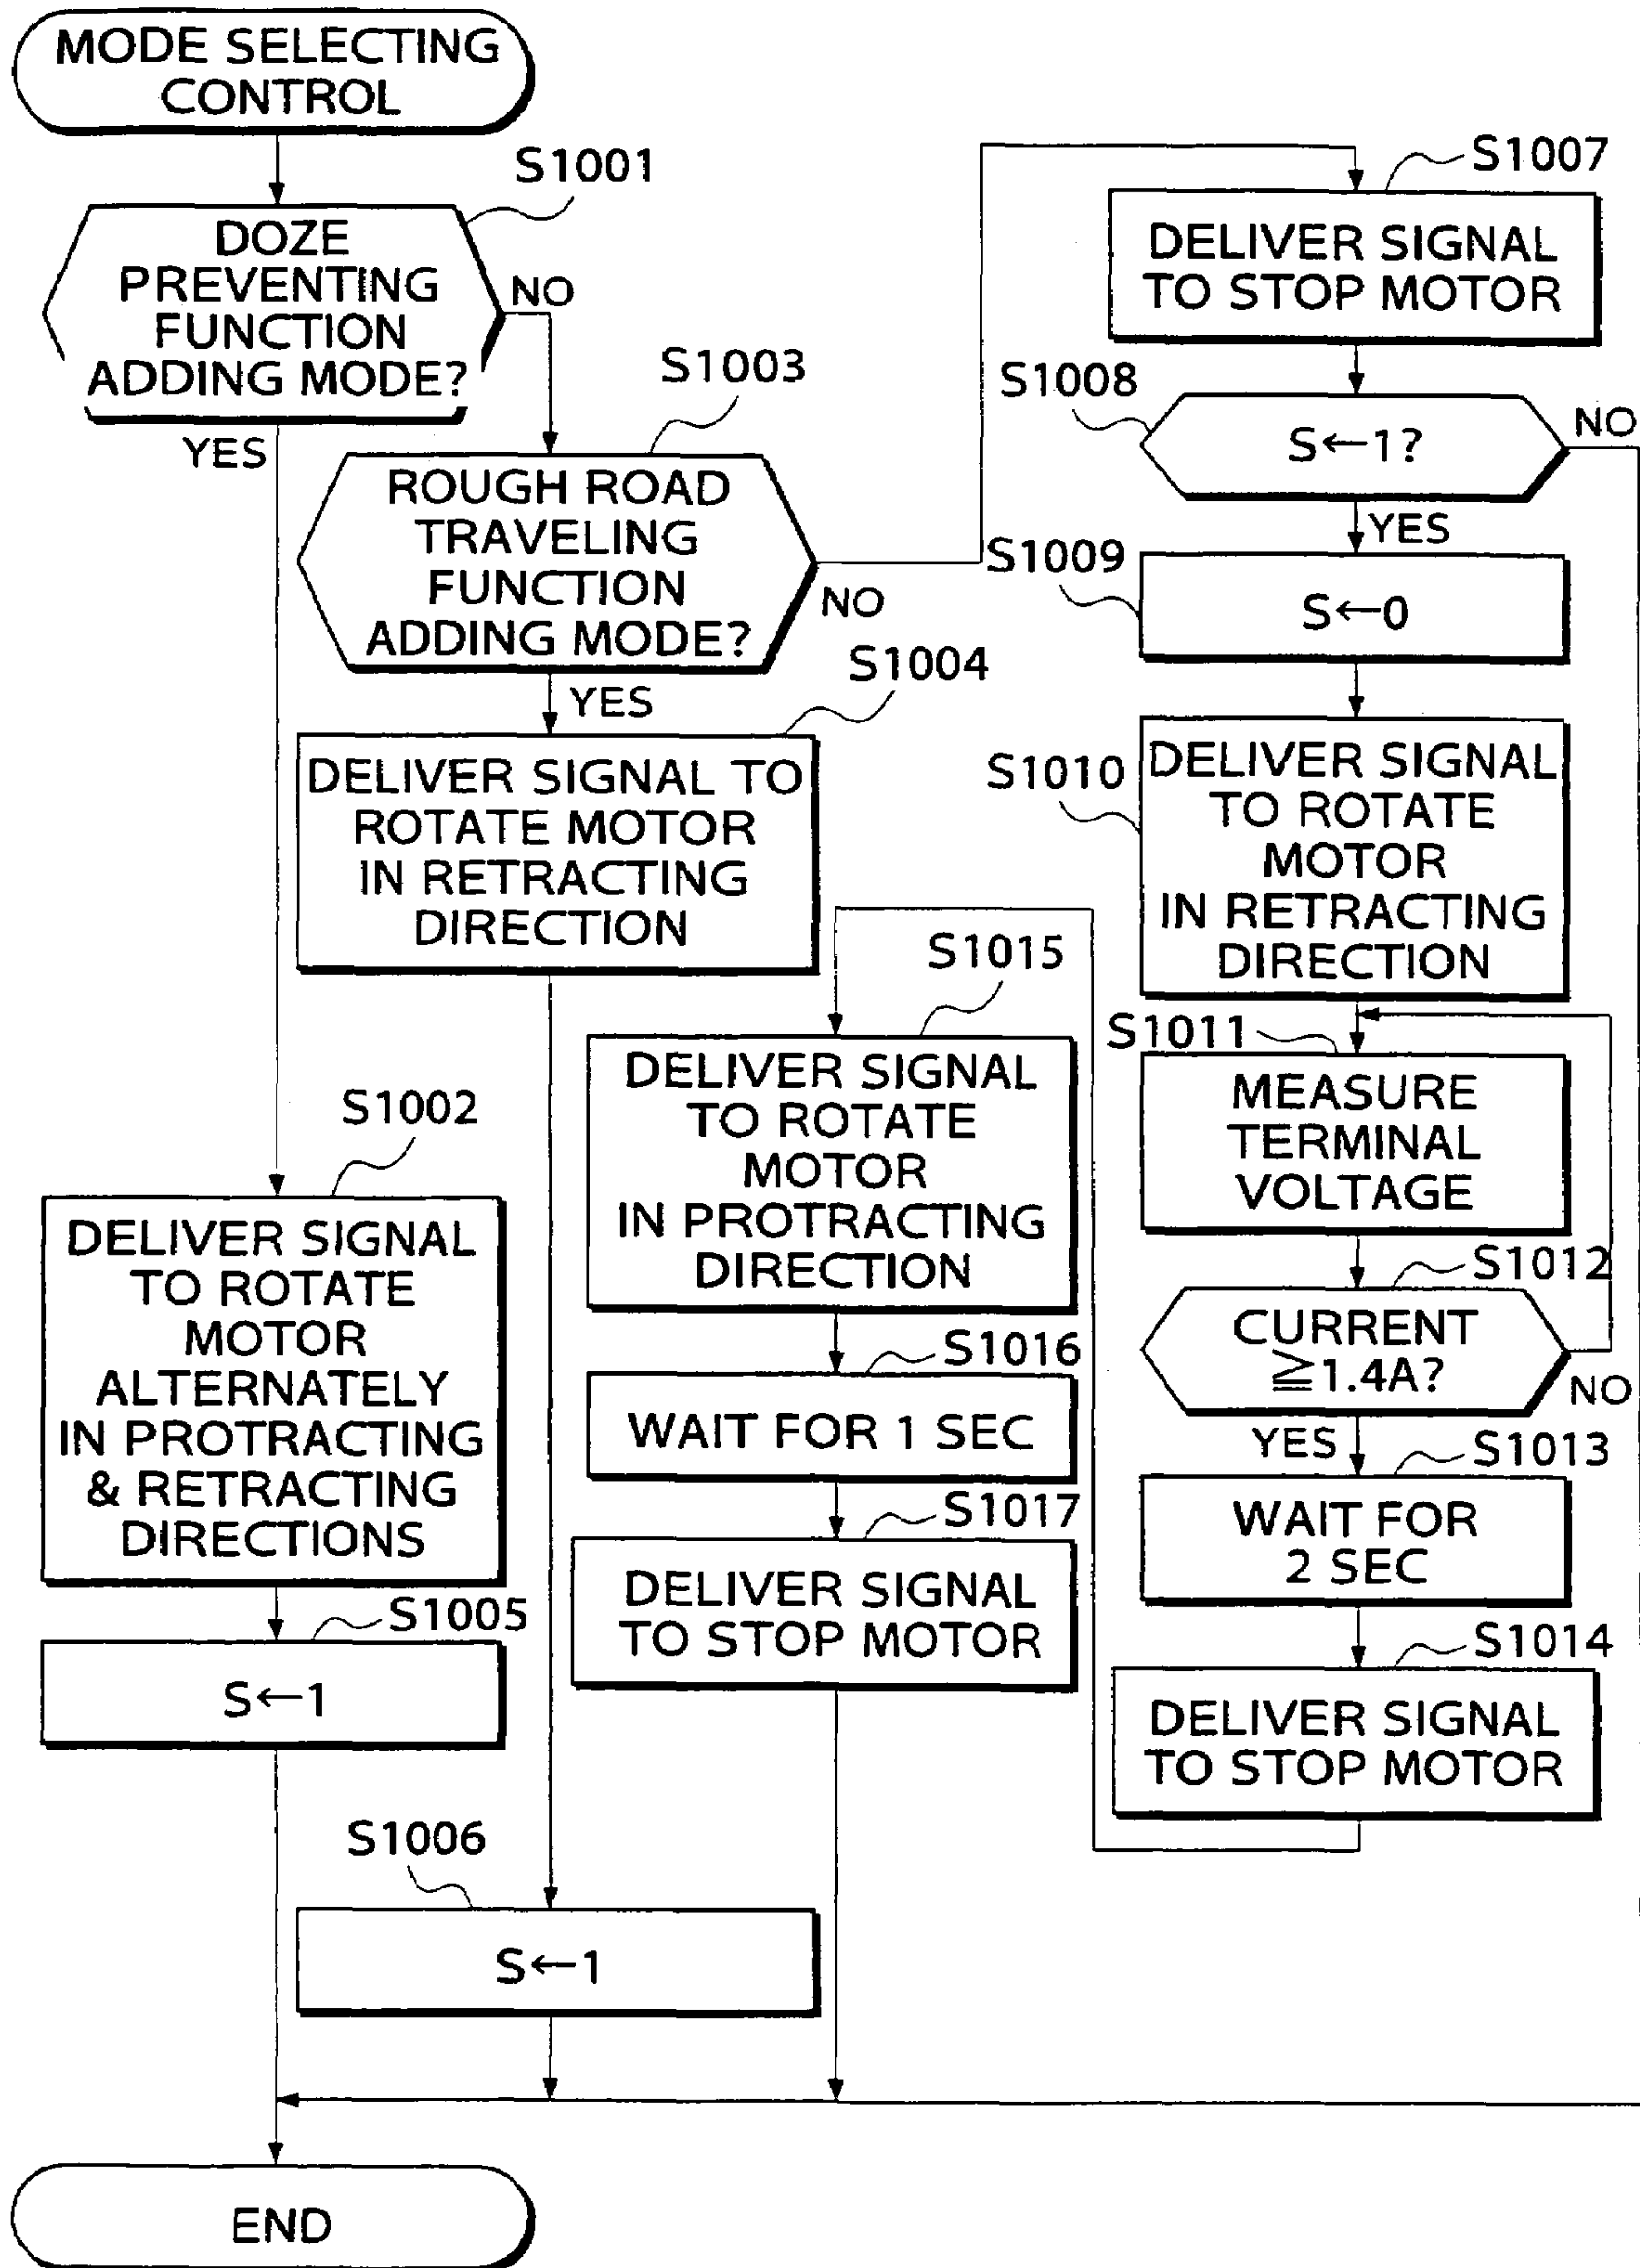 MODE SELECTING
CONTROL
S1001
DOZE
PREVENTING
FUNCTION
ADDING MODE?
NO
YES
S1003
ROUGH ROAD
TRAVELING
FUNCTION
ADDING MODE?
NO
YES
S1004
DELIVER SIGNAL TO
ROTATE MOTOR
IN RETRACTING
DIRECTION
S1002
DELIVER SIGNAL
TO ROTATE
MOTOR
ALTERNATELY
IN PROTRACTING
& RETRACTING
DIRECTIONS
S1005
S←1
S1006
S←1
S1007
DELIVER SIGNAL
TO STOP MOTOR
S1008
S←1?
NO
YES
S1009
S←0
S1010
DELIVER SIGNAL
TO ROTATE
MOTOR
IN RETRACTING
DIRECTION
S1011
MEASURE
TERMINAL
VOLTAGE
S1012
CURRENT
≧1.4A?
NO
YES
S1013
WAIT FOR
2 SEC
S1014
DELIVER SIGNAL
TO STOP MOTOR
S1015
DELIVER SIGNAL
TO ROTATE
MOTOR
IN PROTRACTING
DIRECTION
S1016
WAIT FOR 1 SEC
S1017
DELIVER SIGNAL
TO STOP MOTOR
END